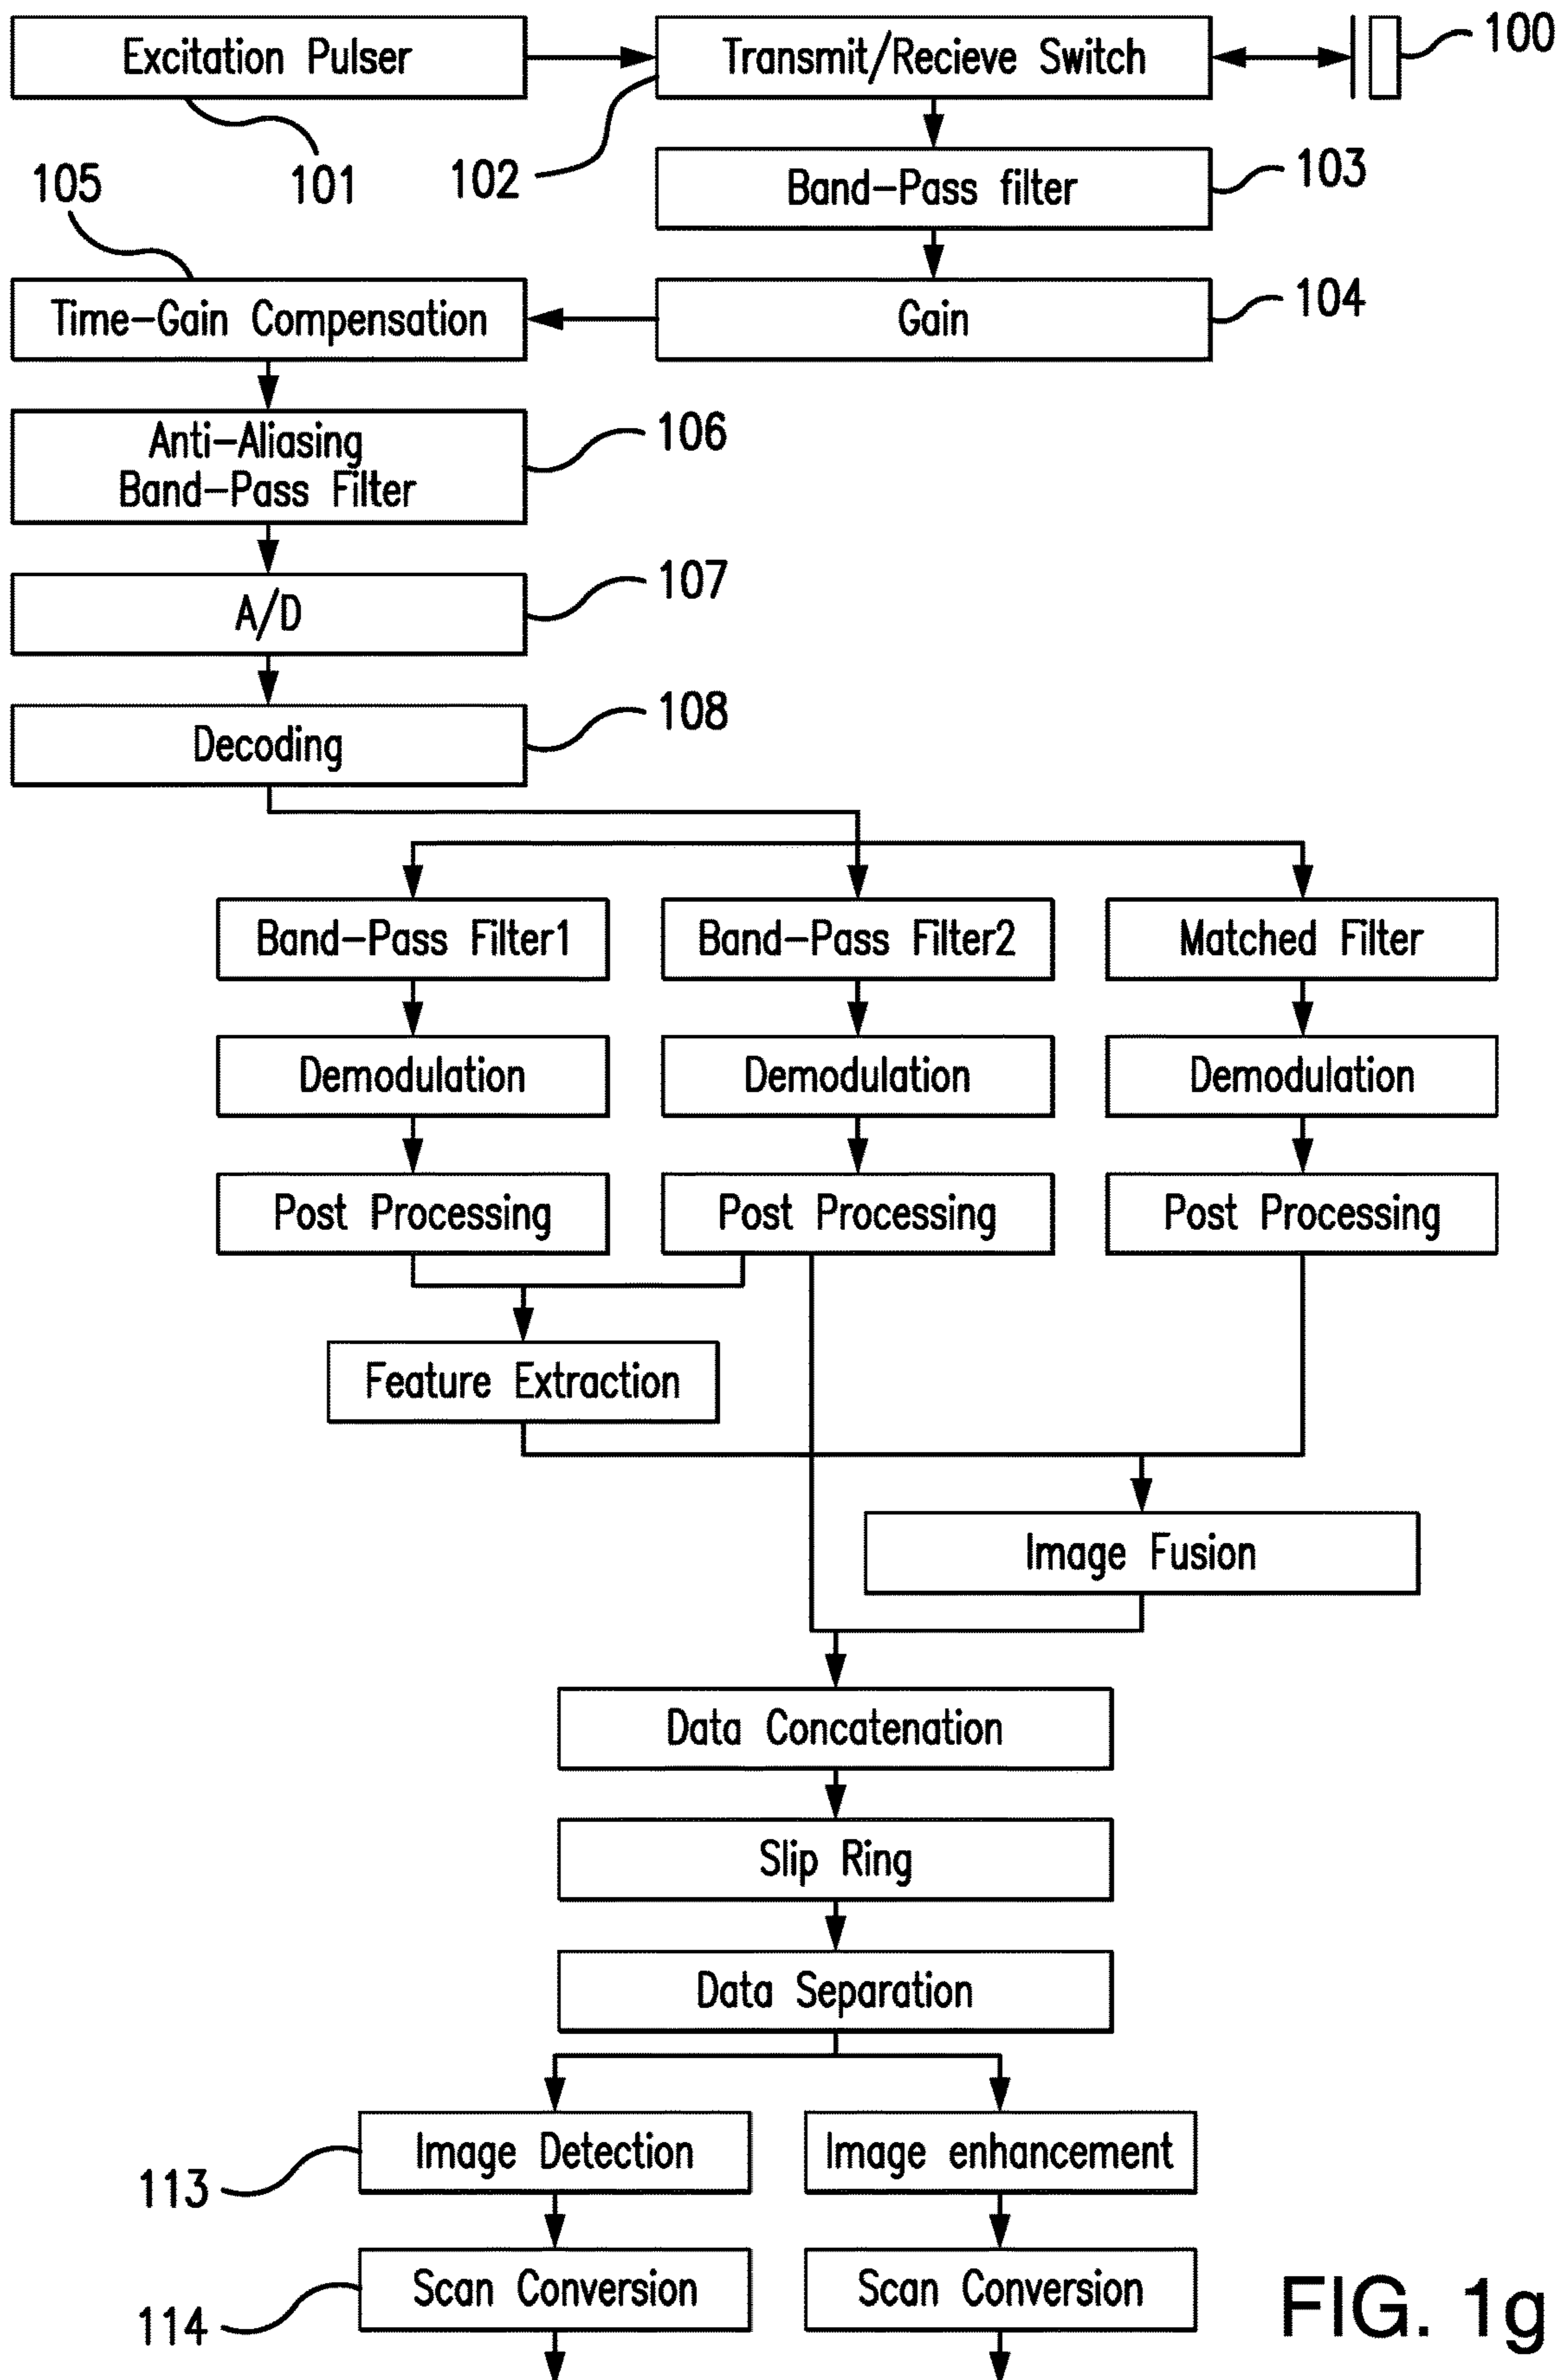 Excitation Pulser
Transmit/Recieve Switch
100
101
102
Band-Pass filter
103
105
Time-Gain Compensation
Gain
104
Anti-Aliasing
Band-Pass Filter
106
A/D
107
Decoding
108
Band-Pass Filter1
Band-Pass Filter2
Matched Filter
Demodulation
Demodulation
Demodulation
Post Processing
Post Processing
Post Processing
Feature Extraction
Image Fusion
Data Concatenation
Slip Ring
Data Separation
Image Detection
Image enhancement
113
Scan Conversion
Scan Conversion
114
FIG. 1g